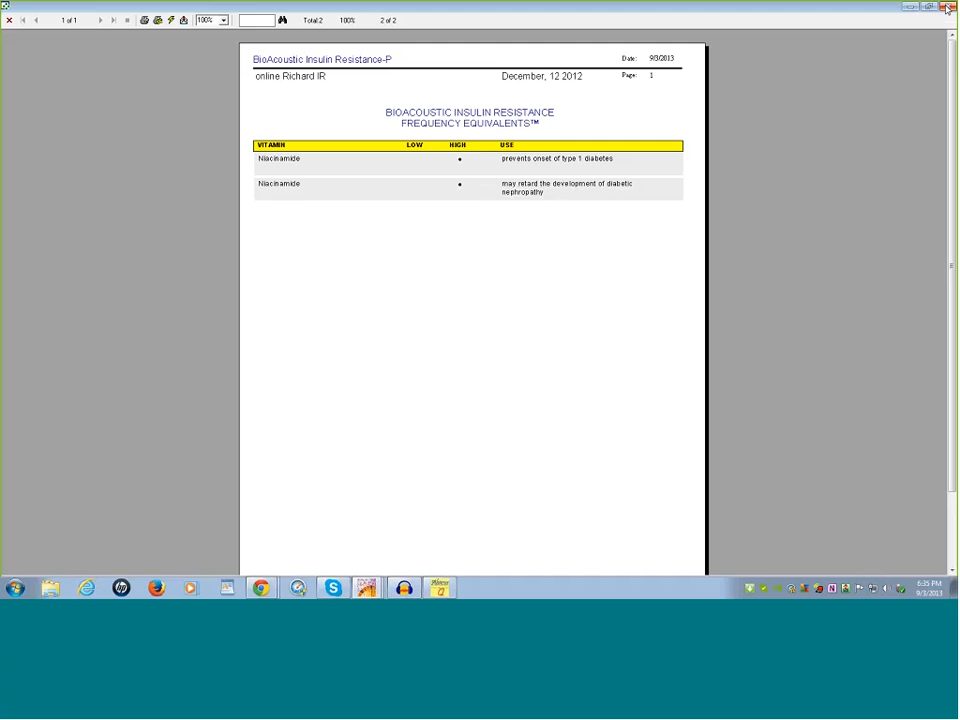 1 of 1 100% Total:2 100% 2 of 2
BioAcoustic Insulin Resistance-P Date: 9/3/2013
online Richard IR December, 12 2012 Page: 1
BIOACOUSTIC INSULIN RESISTANCE
FREQUENCY EQUIVALENTS™
VITAMIN LOW HIGH USE
Niacinamide • prevents onset of type 1 diabetes
Niacinamide • may retard the development of diabetic
nephropathy
6:35 PM
9/3/2013